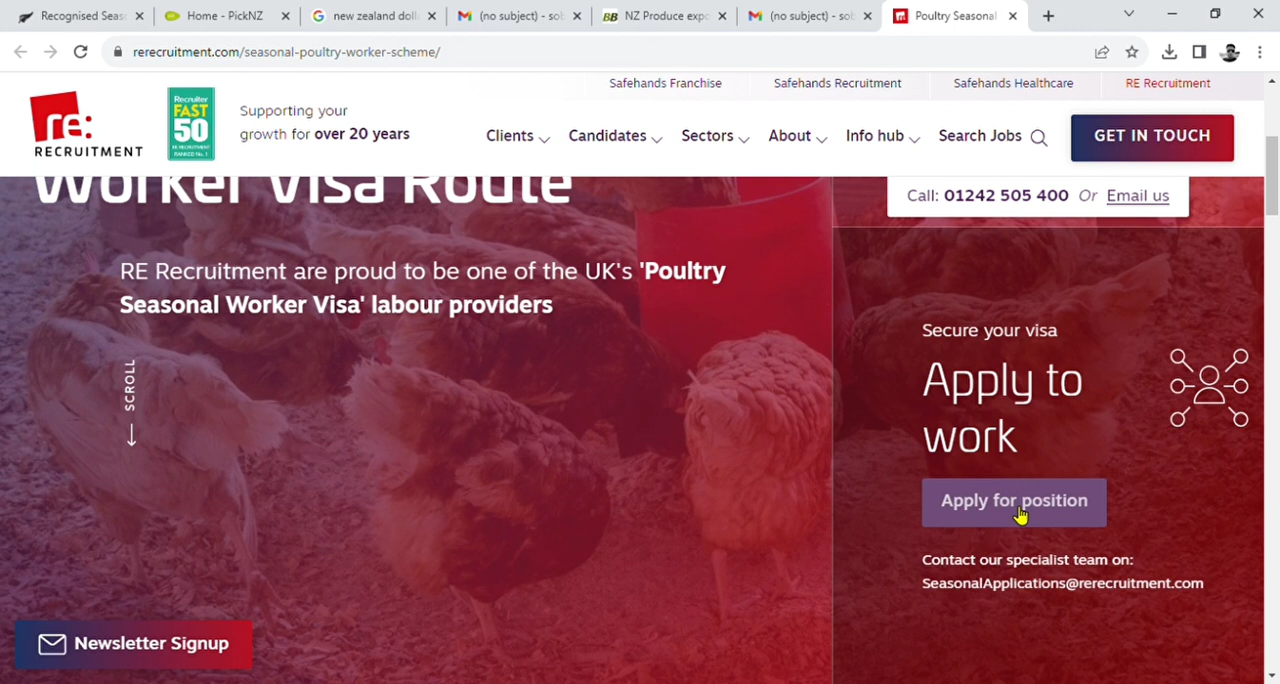 Recognised Seas
Home - PickNZ
new zealand doll
(no subject) - sob
NZ Produce expo
(no subject) - sob
Poultry Seasonal
rerecruitment.com/seasonal-poultry-worker-scheme/
Safehands Franchise
Safehands Recruitment
Safehands Healthcare
RE Recruitment
re:
RECRUITMENT
Recruiter
FAST
50
RE RECRUITMENT
RANKED No. 1
Supporting your
growth for over 20 years
Clients
Candidates
Sectors
About
Info hub
Search Jobs
GET IN TOUCH
Worker Visa Route
Call: 01242 505 400 Or Email us
RE Recruitment are proud to be one of the UK's 'Poultry
Seasonal Worker Visa' labour providers
SCROLL
Secure your visa
Apply to
work
Apply for position
Contact our specialist team on:
SeasonalApplications@rerecruitment.com
Newsletter Signup